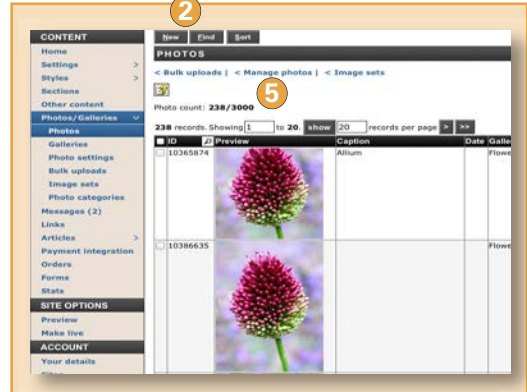 2
New Find Sort
CONTENT
Home
Settings >
Styles >
Sections
Other content
Photos/Galleries
Photos
Galleries
Photo settings
Bulk uploads
Image sets
Photo categories
Messages (2)
Links
Articles >
Payment integration
Orders
Forms
Stats
SITE OPTIONS
Preview
Make live
ACCOUNT
Your details
PHOTOS
< Bulk uploads | < Manage photos | < Image sets
5
Photo count: 238/3000
238 records. Showing 1 to 20. show 20 records per page > >>
ID Preview Caption Date Galle
10365874 Allium Flowe
10386635 Flowe